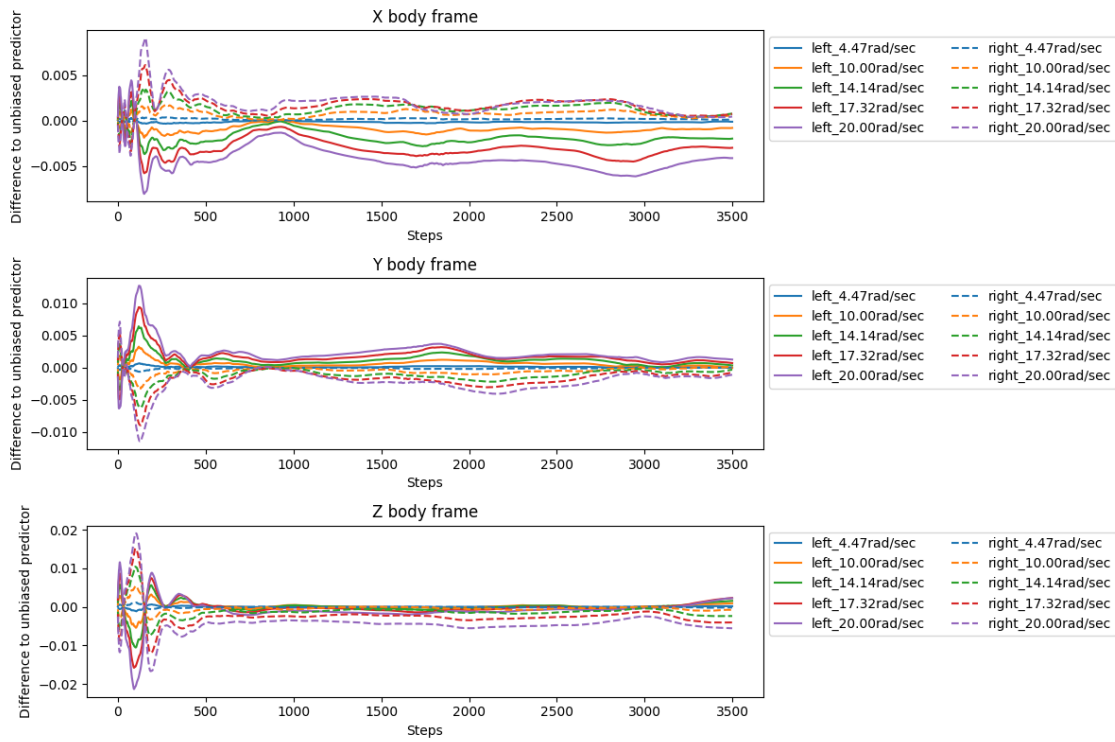 X body frame
Difference to unbiased predictor
0.005
0.000
−0.005
0 500 1000 1500 2000 2500 3000 3500
Steps
left_4.47rad/sec right_4.47rad/sec
left_10.00rad/sec right_10.00rad/sec
left_14.14rad/sec right_14.14rad/sec
left_17.32rad/sec right_17.32rad/sec
left_20.00rad/sec right_20.00rad/sec
Y body frame
Difference to unbiased predictor
0.010
0.005
0.000
−0.005
−0.010
0 500 1000 1500 2000 2500 3000 3500
Steps
left_4.47rad/sec right_4.47rad/sec
left_10.00rad/sec right_10.00rad/sec
left_14.14rad/sec right_14.14rad/sec
left_17.32rad/sec right_17.32rad/sec
left_20.00rad/sec right_20.00rad/sec
Z body frame
Difference to unbiased predictor
0.02
0.01
0.00
−0.01
−0.02
0 500 1000 1500 2000 2500 3000 3500
Steps
left_4.47rad/sec right_4.47rad/sec
left_10.00rad/sec right_10.00rad/sec
left_14.14rad/sec right_14.14rad/sec
left_17.32rad/sec right_17.32rad/sec
left_20.00rad/sec right_20.00rad/sec